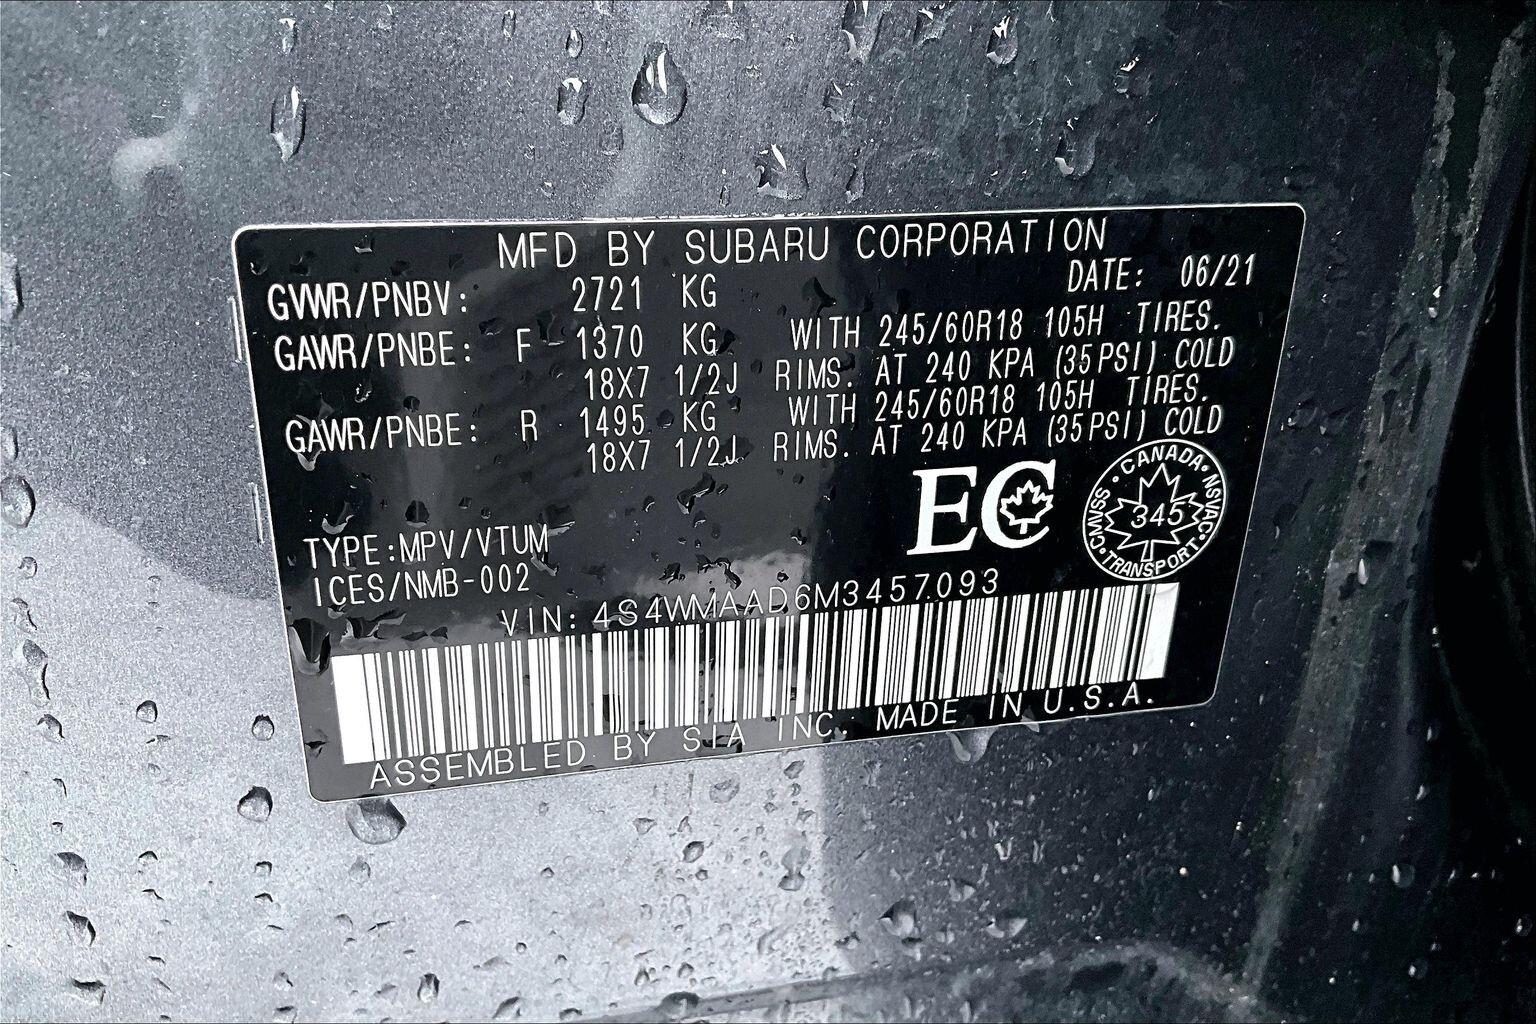 MFD BY SUBARU CORPORATION
DATE: 06/21
GVWR/PNBV: 2721 KG
GAWR/PNBE: F 1370 KG WITH 245/60R18 105H TIRES.
18X7 1/2J RIMS. AT 240 KPA (35PSI) COLD
GAWR/PNBE: R 1495 KG WITH 245/60R18 105H TIRES.
18X7 1/2J RIMS. AT 240 KPA (35PSI) COLD
EC
CANADA
NSVAC
345
CMVSS
TRANSPORT
TYPE:MPV/VTUM
ICES/NMB-002
VIN: 4S4WMAAD6M3457093
ASSEMBLED BY SIA INC. MADE IN U.S.A.